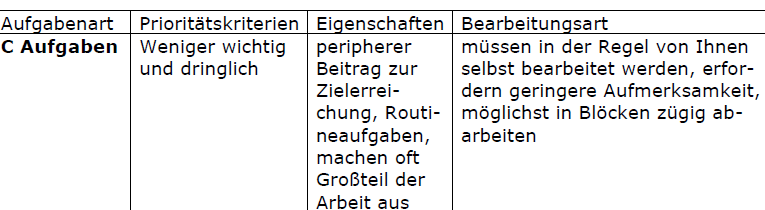 Aufgabenart Prioritätskriterien Eigenschaften Bearbeitungsart
C Aufgaben Weniger wichtig peripherer müssen in der Regel von Ihnen
und dringlich Beitrag zur selbst bearbeitet werden, erfor-
Zielerrei- dern geringere Aufmerksamkeit,
chung, Routi- möglichst in Blöcken zügig ab-
neaufgaben, arbeiten
machen oft
Großteil der
Arbeit aus